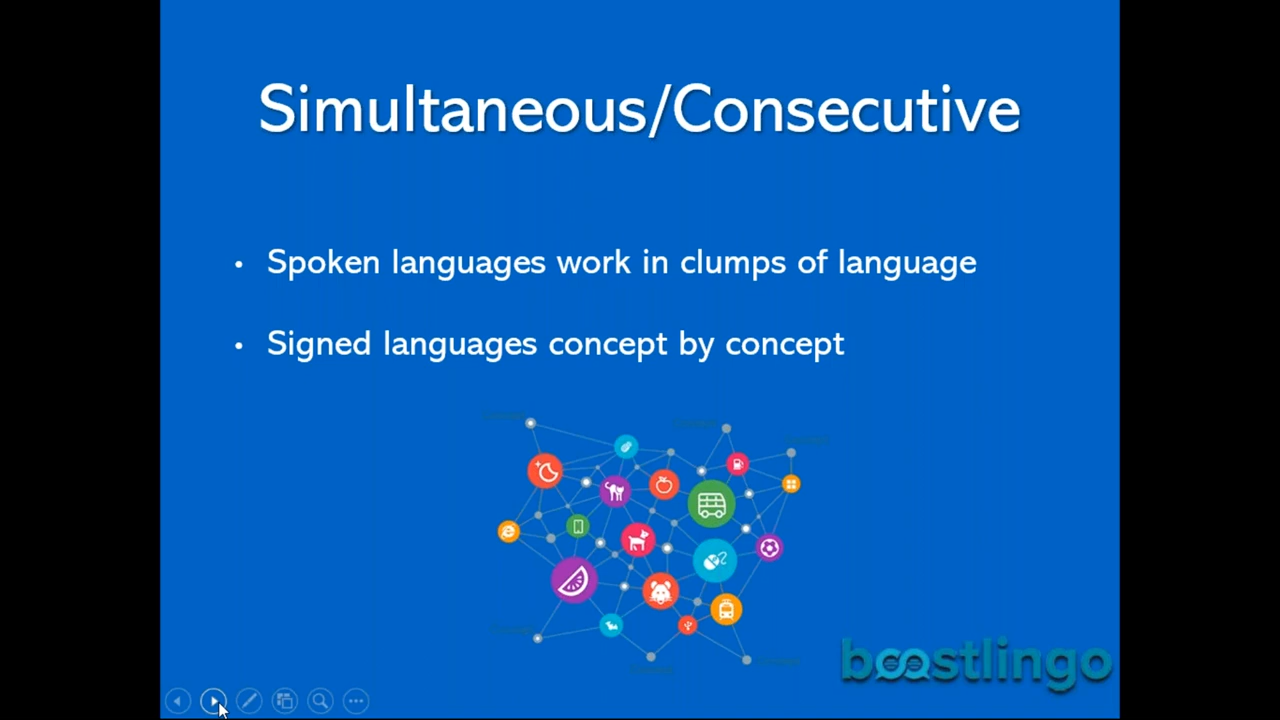 Simultaneous/Consecutive
• Spoken languages work in clumps of language
• Signed languages concept by concept
boostlingo